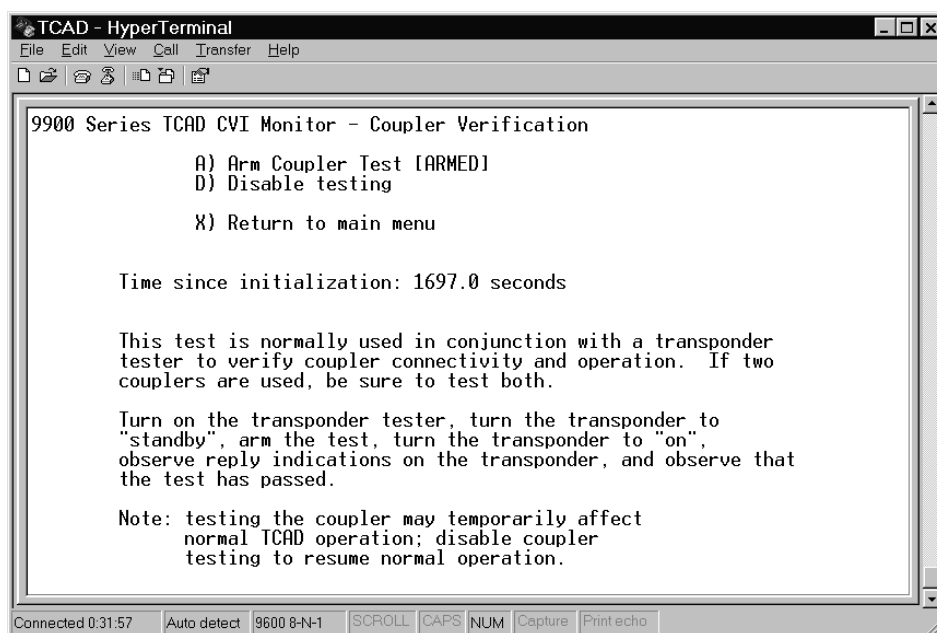 TCAD - HyperTerminal
File Edit View Call Transfer Help
9900 Series TCAD CVI Monitor - Coupler Verification
A) Arm Coupler Test [ARMED]
D) Disable testing
X) Return to main menu
Time since initialization: 1697.0 seconds
This test is normally used in conjunction with a transponder
tester to verify coupler connectivity and operation. If two
couplers are used, be sure to test both.
Turn on the transponder tester, turn the transponder to
"standby", arm the test, turn the transponder to "on",
observe reply indications on the transponder, and observe that
the test has passed.
Note: testing the coupler may temporarily affect
normal TCAD operation; disable coupler
testing to resume normal operation.
Connected 0:31:57 Auto detect 9600 8-N-1 SCROLL CAPS NUM Capture Print echo